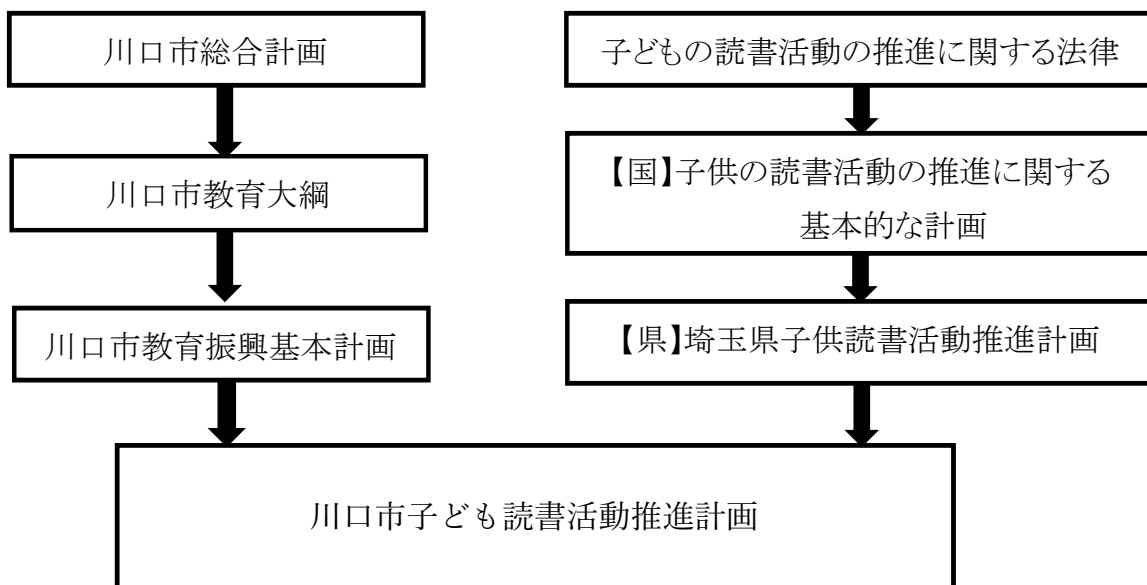 川口市総合計画
川口市教育大綱
川口市教育振興基本計画
子どもの読書活動の推進に関する法律
【国】子供の読書活動の推進に関する
基本的な計画
【県】埼玉県子供読書活動推進計画
川口市子ども読書活動推進計画